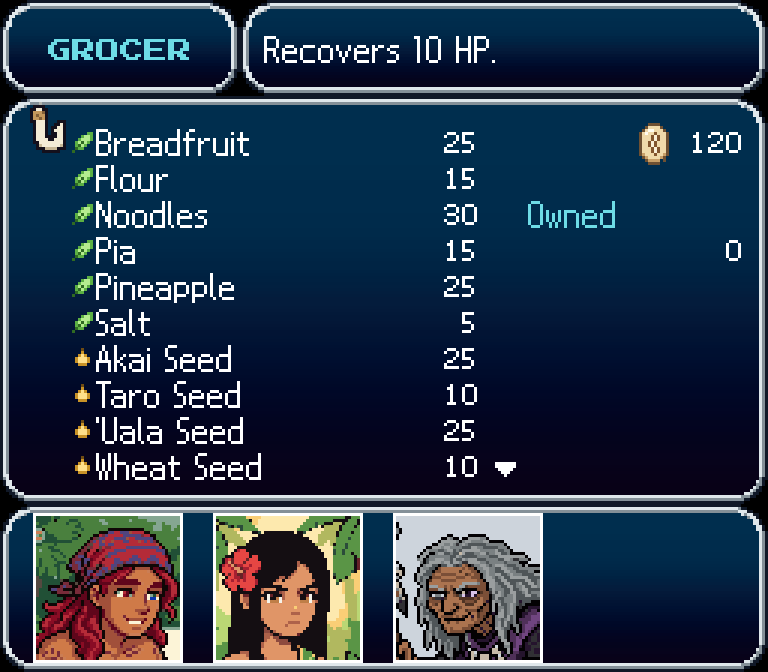 GROCER
Recovers 10 HP.
Breadfruit 25 120
Flour 15
Noodles 30 Owned
Pia 15 0
Pineapple 25
Salt 5
Akai Seed 25
Taro Seed 10
'Uala Seed 25
Wheat Seed 10